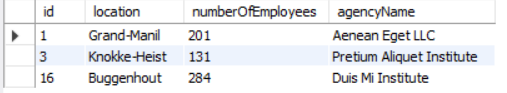 id location numberOfEmployees agencyName
1 Grand-Manil 201 Aenean Eget LLC
3 Knokke-Heist 131 Pretium Aliquet Institute
16 Buggenhout 284 Duis Mi Institute